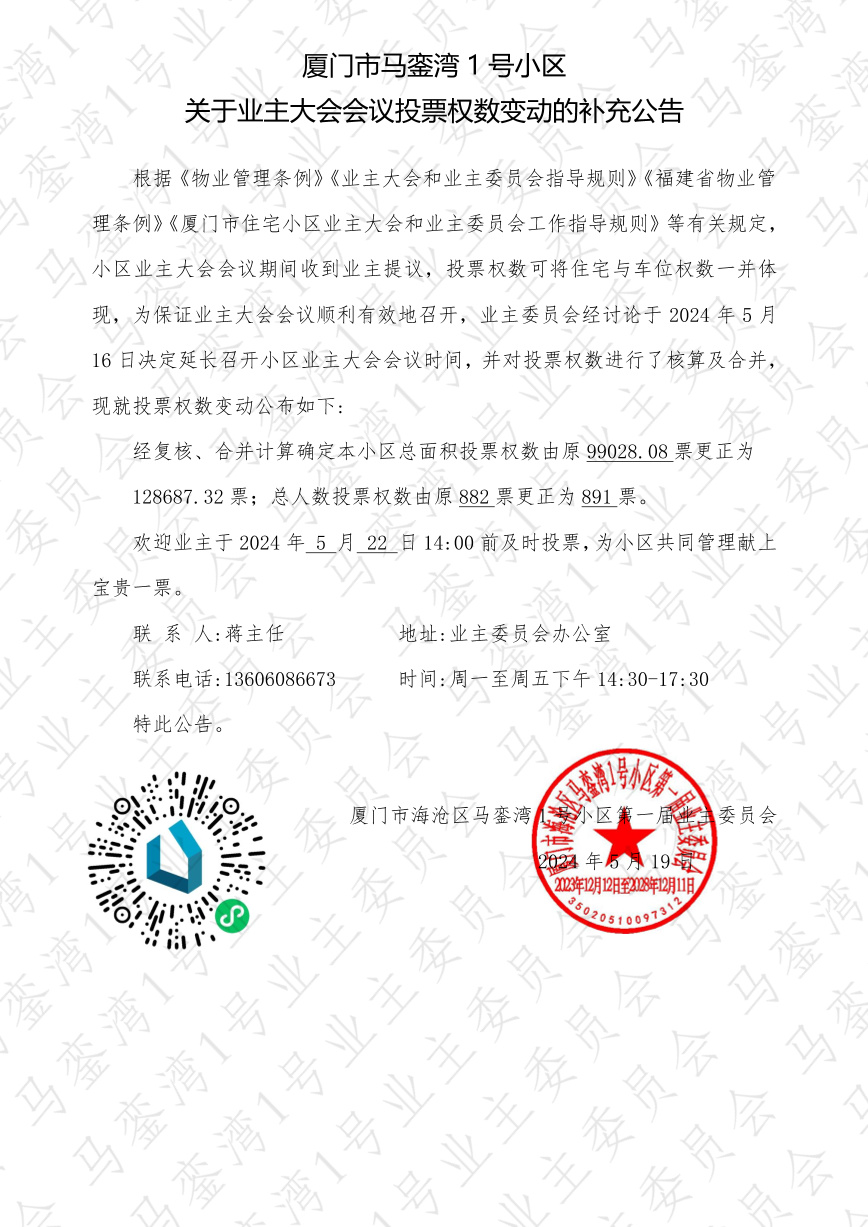 厦门市马銮湾 1 号小区
关于业主大会会议投票权数变动的补充公告
根据《物业管理条例》《业主大会和业主委员会指导规则》《福建省物业管
理条例》《厦门市住宅小区业主大会和业主委员会工作指导规则》等有关规定，
小区业主大会会议期间收到业主提议，投票权数可将住宅与车位权数一并体
现，为保证业主大会会议顺利有效地召开，业主委员会经讨论于 2024 年 5 月
16 日决定延长召开小区业主大会会议时间，并对投票权数进行了核算及合并，
现就投票权数变动公布如下:
经复核、合并计算确定本小区总面积投票权数由原 99028.08 票更正为
128687.32 票；总人数投票权数由原 882 票更正为 891 票。
欢迎业主于 2024 年 5 月 22 日 14:00 前及时投票，为小区共同管理献上
宝贵一票。
联 系 人:蒋主任 地址:业主委员会办公室
联系电话:13606086673 时间:周一至周五下午 14:30-17:30
特此公告。
厦门市海沧区马銮湾 1 号小区第一届业主委员会
2024 年 5 月 19 日
厦门市海沧区马銮湾1号小区第一届业主委员会
2023年12月12日至2028年12月11日
35020510097312
马銮湾1号业主委员会